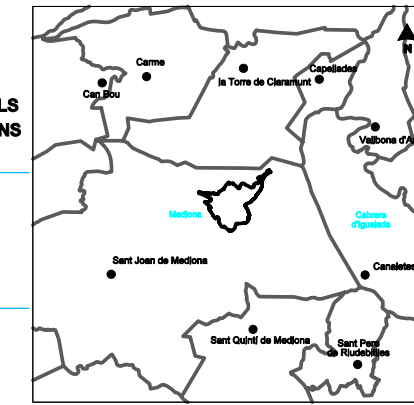 LS
NS
N
Carme
Can Bou
la Torre de Claramunt
Capellades
Vallbona d'A
Mediona
Cabrera
d'Igualada
Sant Joan de Mediona
Canaletes
Sant Quintí de Mediona
Sant Pere
de Riudebitlles